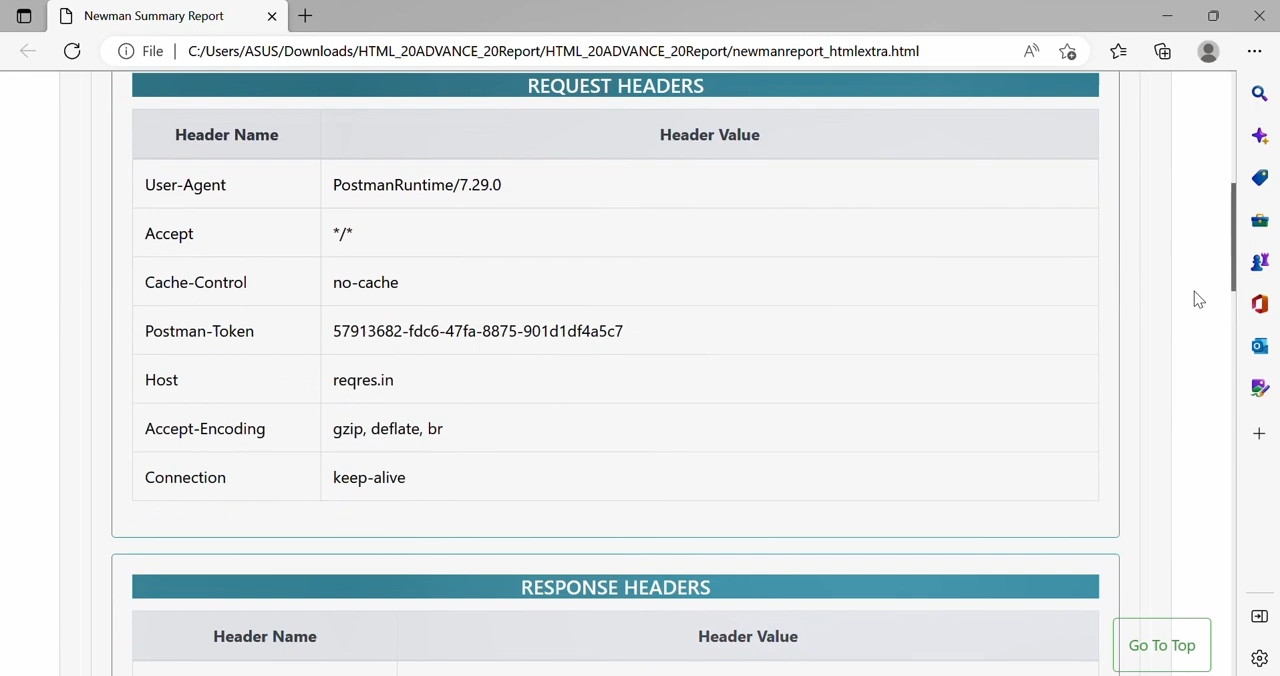 Newman Summary Report
File | C:/Users/ASUS/Downloads/HTML_20ADVANCE_20Report/HTML_20ADVANCE_20Report/newmanreport_htmlextra.html
REQUEST HEADERS
Header Name Header Value
User-Agent PostmanRuntime/7.29.0
Accept */*
Cache-Control no-cache
Postman-Token 57913682-fdc6-47fa-8875-901d1df4a5c7
Host reqres.in
Accept-Encoding gzip, deflate, br
Connection keep-alive
RESPONSE HEADERS
Header Name Header Value
Go To Top